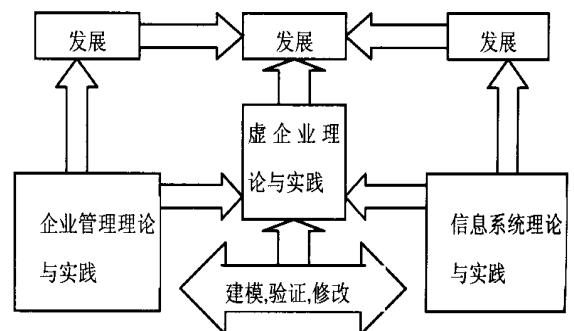 发展
发展
发展
虚企业理
论与实践
企业管理理论
与实践
信息系统理论
与实践
建模,验证,修改